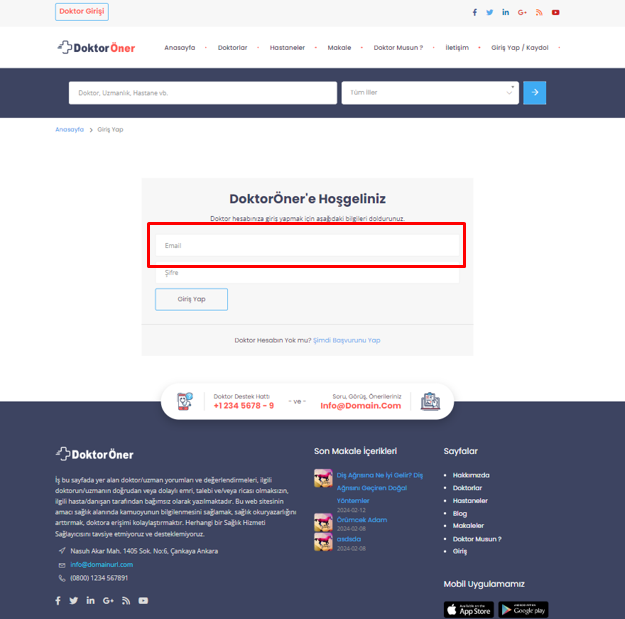 Doktor Girişi
DoktorÖner
Anasayfa
Doktorlar
Hastaneler
Makale
Doktor Musun ?
İletişim
Giriş Yap / Kaydol
Doktor, Uzmanlık, Hastane vb.
Tüm iller
Anasayfa > Giriş Yap
DoktorÖner'e Hoşgeliniz
Doktor hesabınıza giriş yapmak için aşağıdaki bilgileri doldurunuz.
Email
Şifre
Giriş Yap
Doktor Hesabın Yok mu? Şimdi Başvurunu Yap
Doktor Destek Hattı
+1 234 5678 - 9
- ve -
Soru, Görüş, Önerileriniz
Info@Domain.Com
DoktorÖner
İş bu sayfada yer alan doktor/uzman yorumları ve değerlendirmeleri, ilgili
doktorun/uzmanın doğrudan veya dolaylı emri, talebi ve/veya ricası olmaksızın,
ilgili hasta/danışan tarafından bağımsız olarak yazılmaktadır. Bu web sitesinin
amacı sağlık alanında kamuoyunun bilgilenmesini sağlamak, sağlık okuryazarlığını
arttırmak, doktora erişimi kolaylaştırmaktır. Herhangi bir Sağlık Hizmeti
Sağlayıcısını tavsiye etmiyoruz ve desteklemiyoruz.
Nasuh Akar Mah. 1405 Sok. No:6, Çankaya Ankara
info@domainurl.com
(0800) 1234 567891
Son Makale İçerikleri
Diş Ağrısına Ne İyi Gelir? Diş
Ağrısını Geçiren Doğal
Yöntemler
2024-02-12
Örümcek Adam
2024-02-08
asdsda
2024-02-08
Sayfalar
Hakkımızda
Doktorlar
Hastaneler
Blog
Makaleler
Doktor Musun ?
Giriş
Mobil Uygulamamız
App Store
Google play